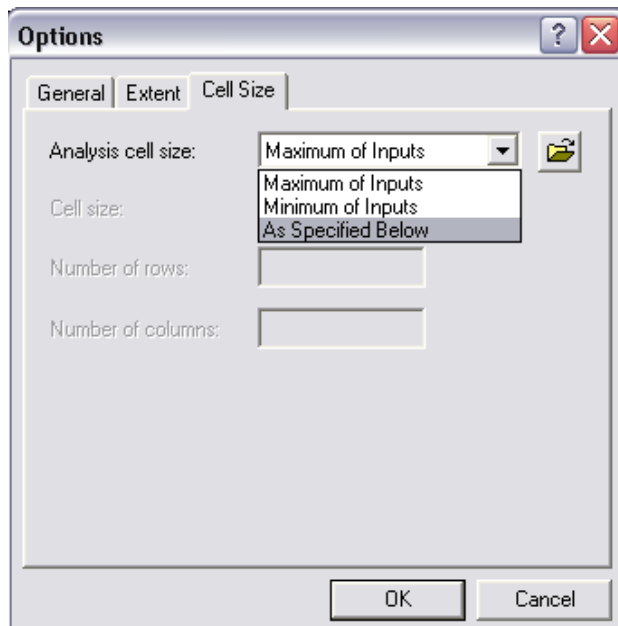 Options
General Extent Cell Size
Analysis cell size: Maximum of Inputs
Maximum of Inputs
Cell size: Minimum of Inputs
As Specified Below
Number of rows:
Number of columns:
OK Cancel